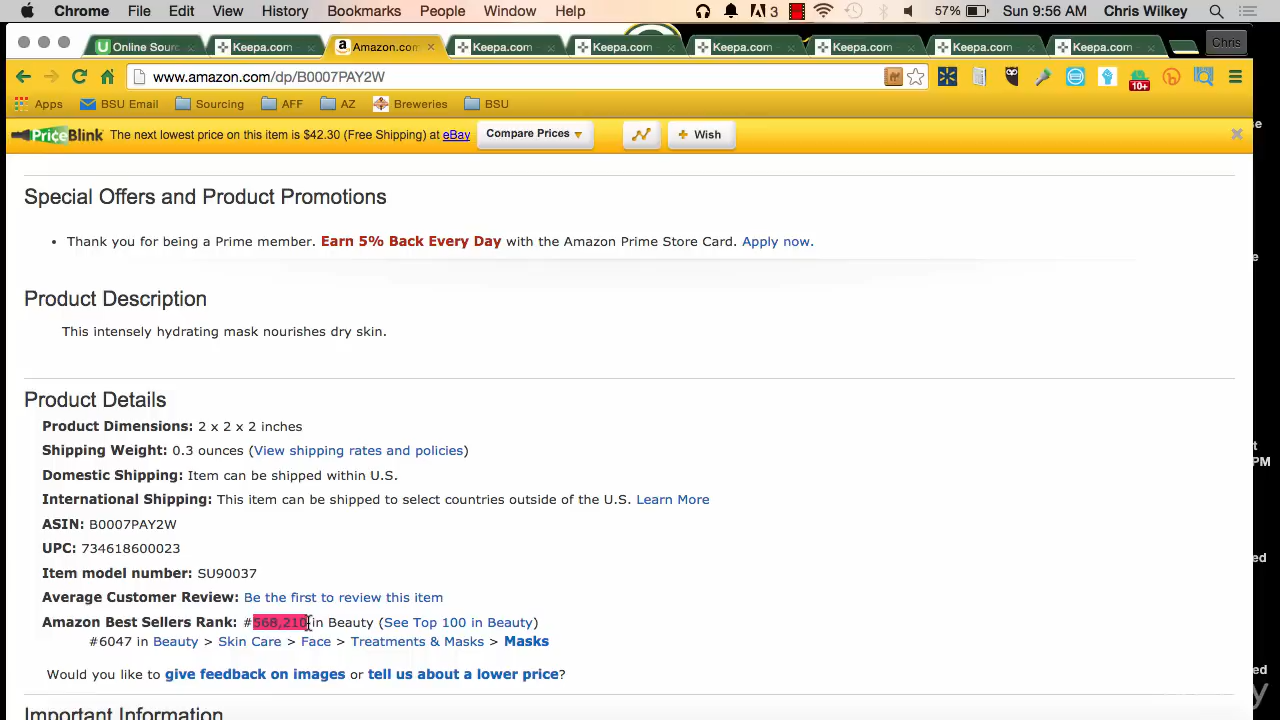 Chrome File Edit View History Bookmarks People Window Help 3 57% Sun 9:56 AM Chris Wilkey
Online Sour Keepa.com Amazon.com Keepa.com Keepa.com Keepa.com Keepa.com Keepa.com Keepa.com Chris
www.amazon.com/dp/B0007PAY2W 10+
Apps BSU Email Sourcing AFF AZ Breweries BSU
PriceBlink The next lowest price on this item is $42.30 (Free Shipping) at eBay Compare Prices + Wish
Special Offers and Product Promotions
• Thank you for being a Prime member. Earn 5% Back Every Day with the Amazon Prime Store Card. Apply now.
Product Description
This intensely hydrating mask nourishes dry skin.
Product Details
Product Dimensions: 2 x 2 x 2 inches
Shipping Weight: 0.3 ounces (View shipping rates and policies)
Domestic Shipping: Item can be shipped within U.S.
International Shipping: This item can be shipped to select countries outside of the U.S. Learn More
ASIN: B0007PAY2W
UPC: 734618600023
Item model number: SU90037
Average Customer Review: Be the first to review this item
Amazon Best Sellers Rank: #568,210 in Beauty (See Top 100 in Beauty)
#6047 in Beauty > Skin Care > Face > Treatments & Masks > Masks
Would you like to give feedback on images or tell us about a lower price?
Important Information